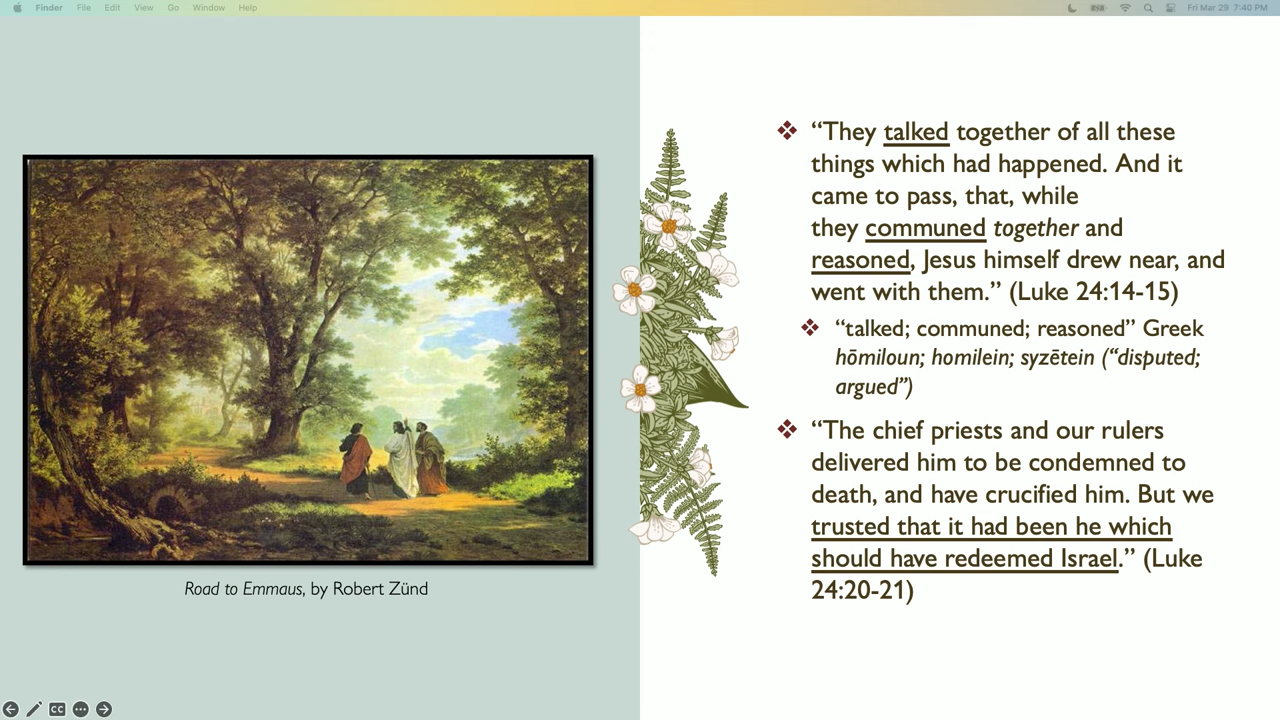 Finder File Edit View Go Window Help
Fri Mar 29 7:40 PM
Road to Emmaus, by Robert Zünd
“They talked together of all these
things which had happened. And it
came to pass, that, while
they communed together and
reasoned, Jesus himself drew near, and
went with them.” (Luke 24:14-15)
“talked; communed; reasoned” Greek
hōmiloun; homilein; syzētein (“disputed;
argued”)
“The chief priests and our rulers
delivered him to be condemned to
death, and have crucified him. But we
trusted that it had been he which
should have redeemed Israel.” (Luke
24:20-21)
CC